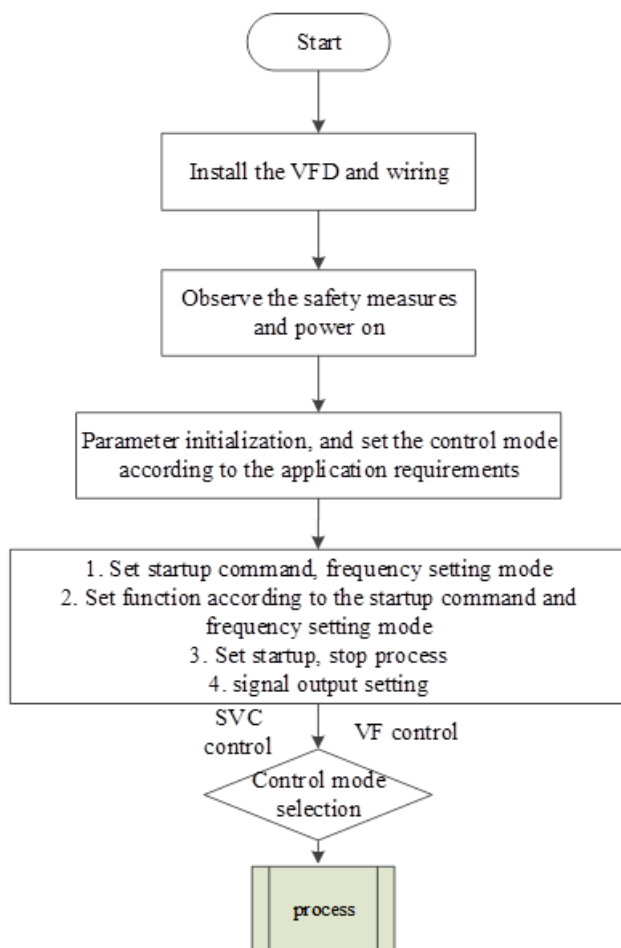 Start
Install the VFD and wiring
Observe the safety measures
and power on
Parameter initialization, and set the control mode
according to the application requirements
1. Set startup command, frequency setting mode
2. Set function according to the startup command and
frequency setting mode
3. Set startup, stop process
4. signal output setting
SVC
control
VF control
Control mode
selection
process